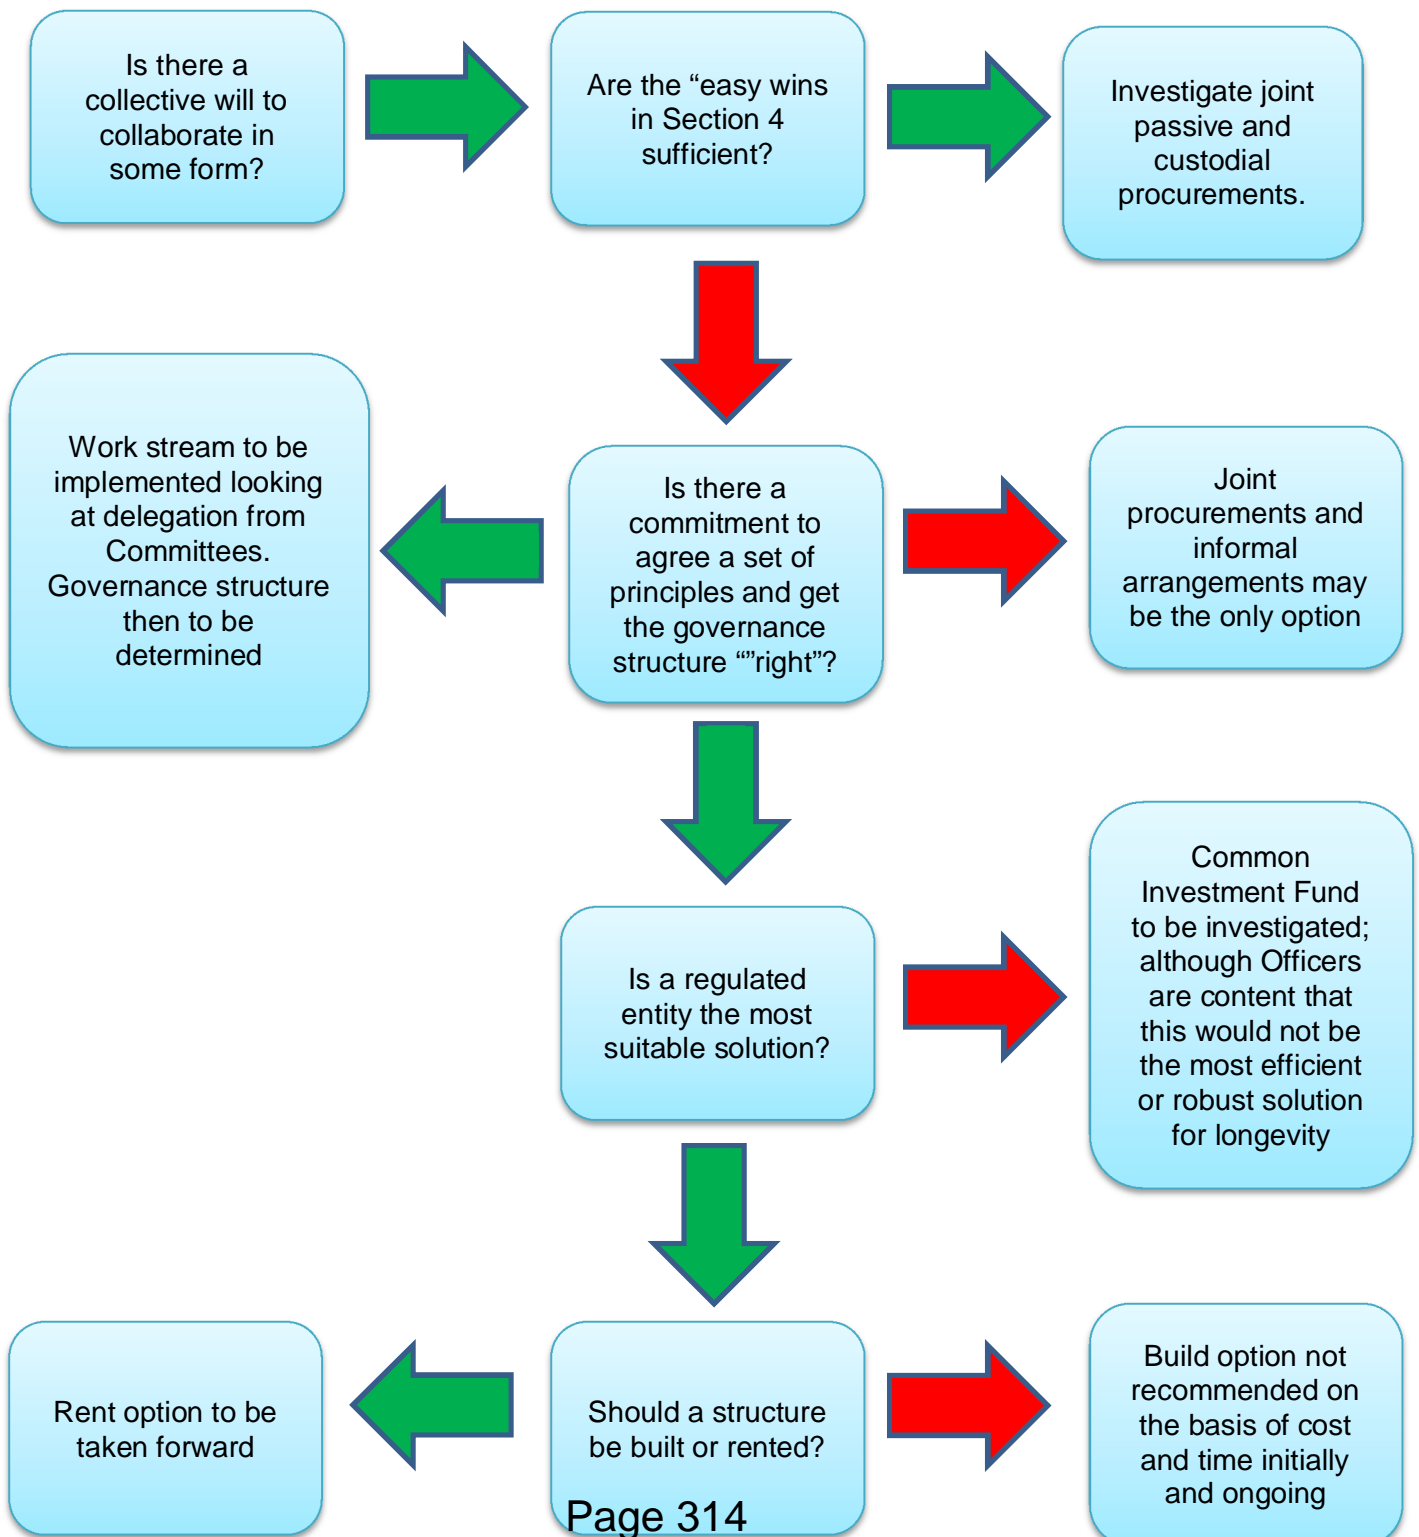 Is there a
collective will to
collaborate in
some form?
Are the “easy wins
in Section 4
sufficient?
Investigate joint
passive and
custodial
procurements.
Work stream to be
implemented looking
at delegation from
Committees.
Governance structure
then to be
determined
Is there a
commitment to
agree a set of
principles and get
the governance
structure “”right”?
Joint
procurements and
informal
arrangements may
be the only option
Is a regulated
entity the most
suitable solution?
Common
Investment Fund
to be investigated;
although Officers
are content that
this would not be
the most efficient
or robust solution
for longevity
Rent option to be
taken forward
Should a structure
be built or rented?
Build option not
recommended on
the basis of cost
and time initially
and ongoing
Page 314